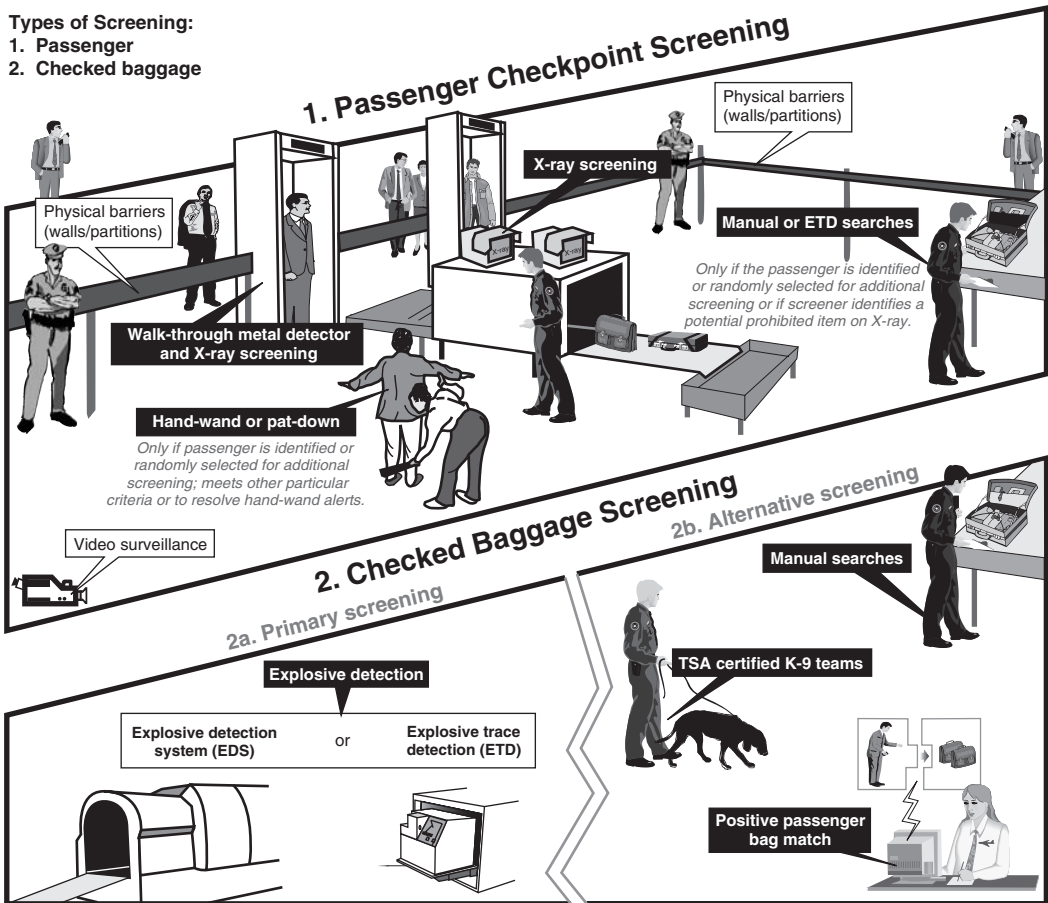 Types of Screening:
1. Passenger
2. Checked baggage
1. Passenger Checkpoint Screening
Physical barriers
(walls/partitions)
X-ray screening
X-ray
X-ray
Physical barriers
(walls/partitions)
Manual or ETD searches
Only if the passenger is identified
or randomly selected for additional
screening or if screener identifies a
potential prohibited item on X-ray.
Walk-through metal detector
and X-ray screening
Hand-wand or pat-down
Only if passenger is identified or
randomly selected for additional
screening; meets other particular
criteria or to resolve hand-wand alerts.
Video surveillance
2. Checked Baggage Screening
2a. Primary screening
Explosive detection
Explosive detection
system (EDS)
or
Explosive trace
detection (ETD)
2b. Alternative screening
Manual searches
TSA certified K-9 teams
Positive passenger
bag match